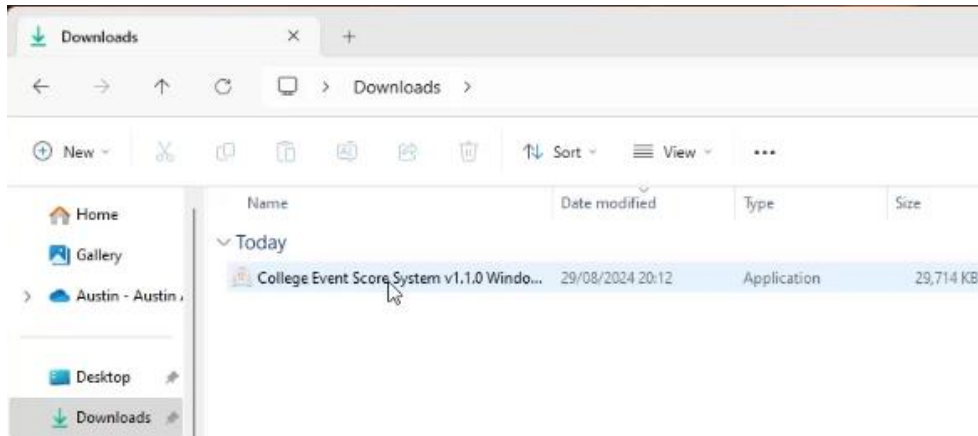 Downloads
Downloads
New Sort View
Name Date modified Type Size
Home
Today
Gallery
College Event Score System v1.1.0 Windo... 29/08/2024 20:12 Application 29,714 KB
Austin - Austin
Desktop
Downloads